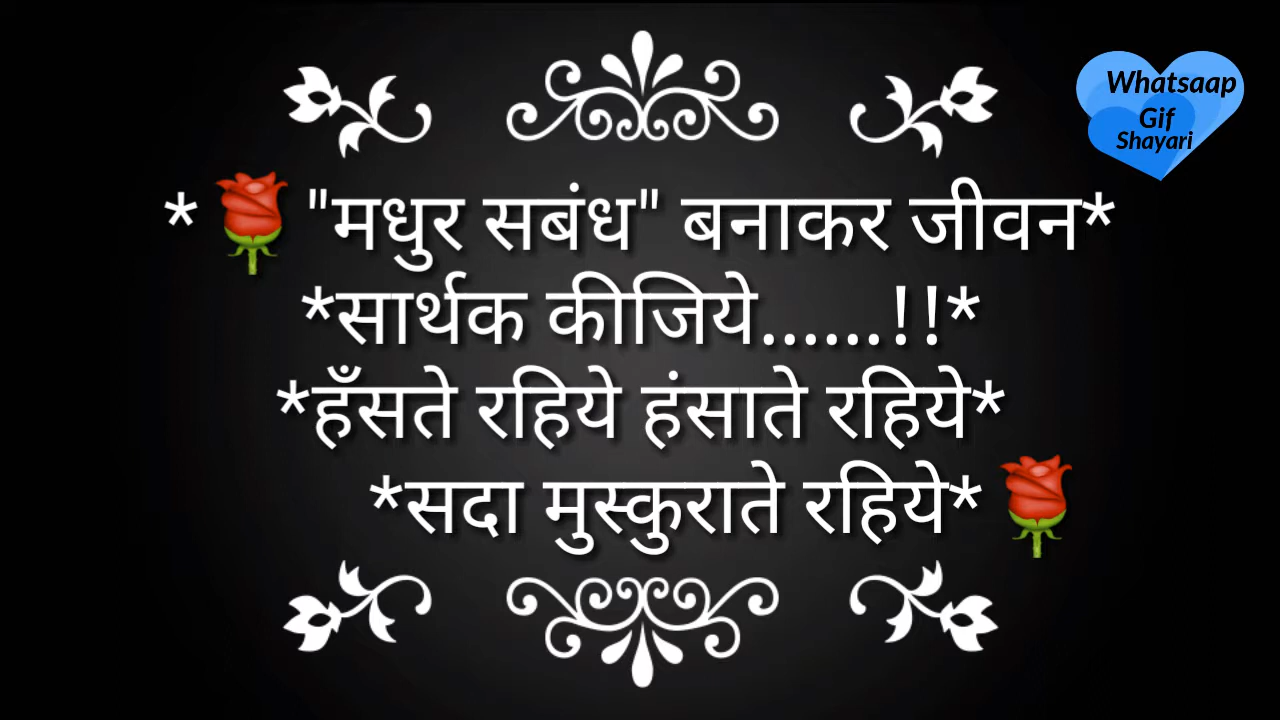 Whatsaap
Gif
Shayari
*🌹 "मधुर सबंध" बनाकर जीवन*
*सार्थक कीजिये......!!*
*हँसते रहिये हंसाते रहिये*
*सदा मुस्कुराते रहिये*🌹